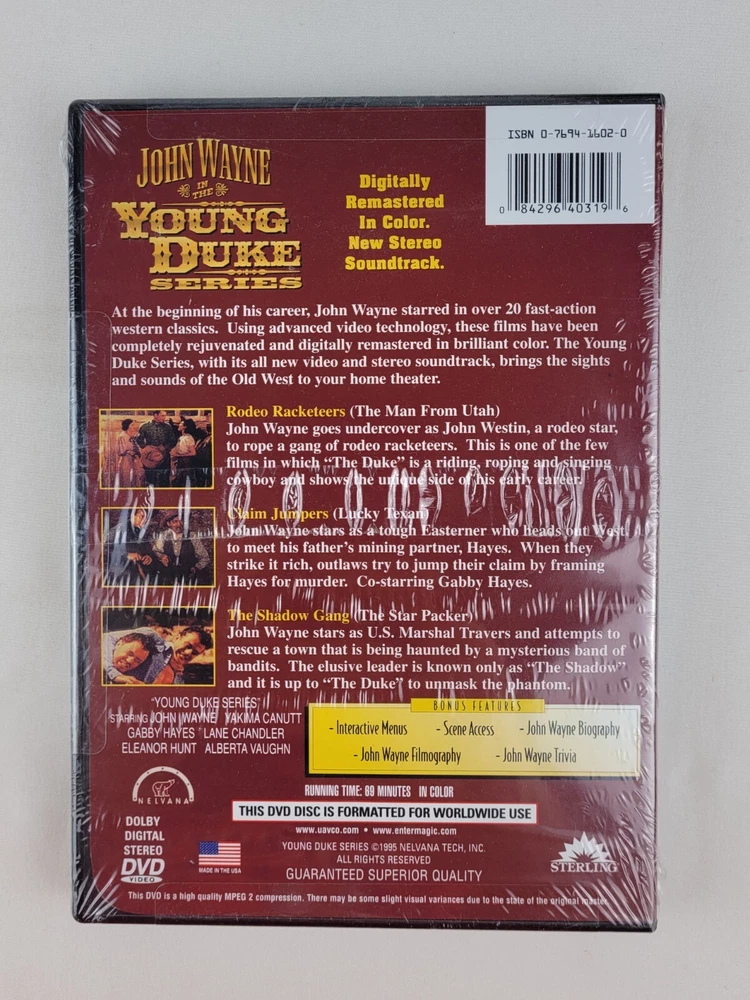 ISBN 0-7694-1602-0
0 84296 40319 6
JOHN WAYNE
IN
THE
YOUNG
DUKE
SERIES
Digitally
Remastered
In Color.
New Stereo
Soundtrack.
At the beginning of his career, John Wayne starred in over 20 fast-action
western classics. Using advanced video technology, these films have been
completely rejuvenated and digitally remastered in brilliant color. The Young
Duke Series, with its all new video and stereo soundtrack, brings the sights
and sounds of the Old West to your home theater.
Rodeo Racketeers (The Man From Utah)
John Wayne goes undercover as John Westin, a rodeo star,
to rope a gang of rodeo racketeers. This is one of the few
films in which “The Duke” is a riding, roping and singing
cowboy and shows the unique side of his early career.
Claim Jumpers (Lucky Texan)
John Wayne stars as a tough Easterner who heads out West,
to meet his father's mining partner, Hayes. When they
strike it rich, outlaws try to jump their claim by framing
Hayes for murder. Co-starring Gabby Hayes.
The Shadow Gang (The Star Packer)
John Wayne stars as U.S. Marshal Travers and attempts to
rescue a town that is being haunted by a mysterious band of
bandits. The elusive leader is known only as “The Shadow”
and it is up to “The Duke” to unmask the phantom.
"YOUNG DUKE SERIES"
STARRING JOHN WAYNE YAKIMA CANUTT
GABBY HAYES LANE CHANDLER
ELEANOR HUNT ALBERTA VAUGHN
BONUS FEATURES
- Interactive Menus - Scene Access - John Wayne Biography
- John Wayne Filmography - John Wayne Trivia
NELVANA
RUNNING TIME: 69 MINUTES IN COLOR
THIS DVD DISC IS FORMATTED FOR WORLDWIDE USE
www.uavco.com • www.entermagic.com
DOLBY
DIGITAL
STEREO
DVD
VIDEO
MADE IN THE USA
YOUNG DUKE SERIES ©1995 NELVANA TECH, INC.
ALL RIGHTS RESERVED
GUARANTEED SUPERIOR QUALITY
STERLING
This DVD is a high quality MPEG 2 compression. There may be some slight visual variances due to the state of the original master.